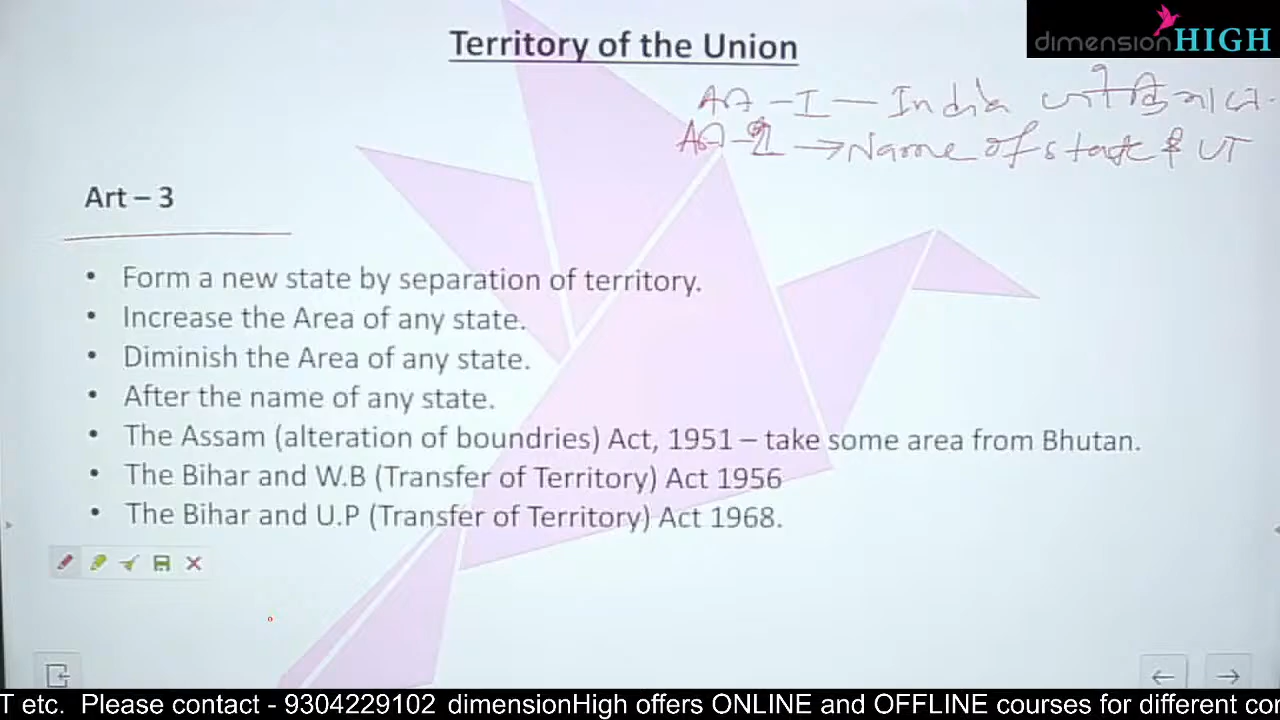 Territory of the Union
dimensionHIGH
Art – I — India
Art – 2 → Name of state & UT
Art – 3
• Form a new state by separation of territory.
• Increase the Area of any state.
• Diminish the Area of any state.
• After the name of any state.
• The Assam (alteration of boundries) Act, 1951 – take some area from Bhutan.
• The Bihar and W.B (Transfer of Territory) Act 1956
• The Bihar and U.P (Transfer of Territory) Act 1968.
T etc. Please contact - 9304229102 dimensionHigh offers ONLINE and OFFLINE courses for different co